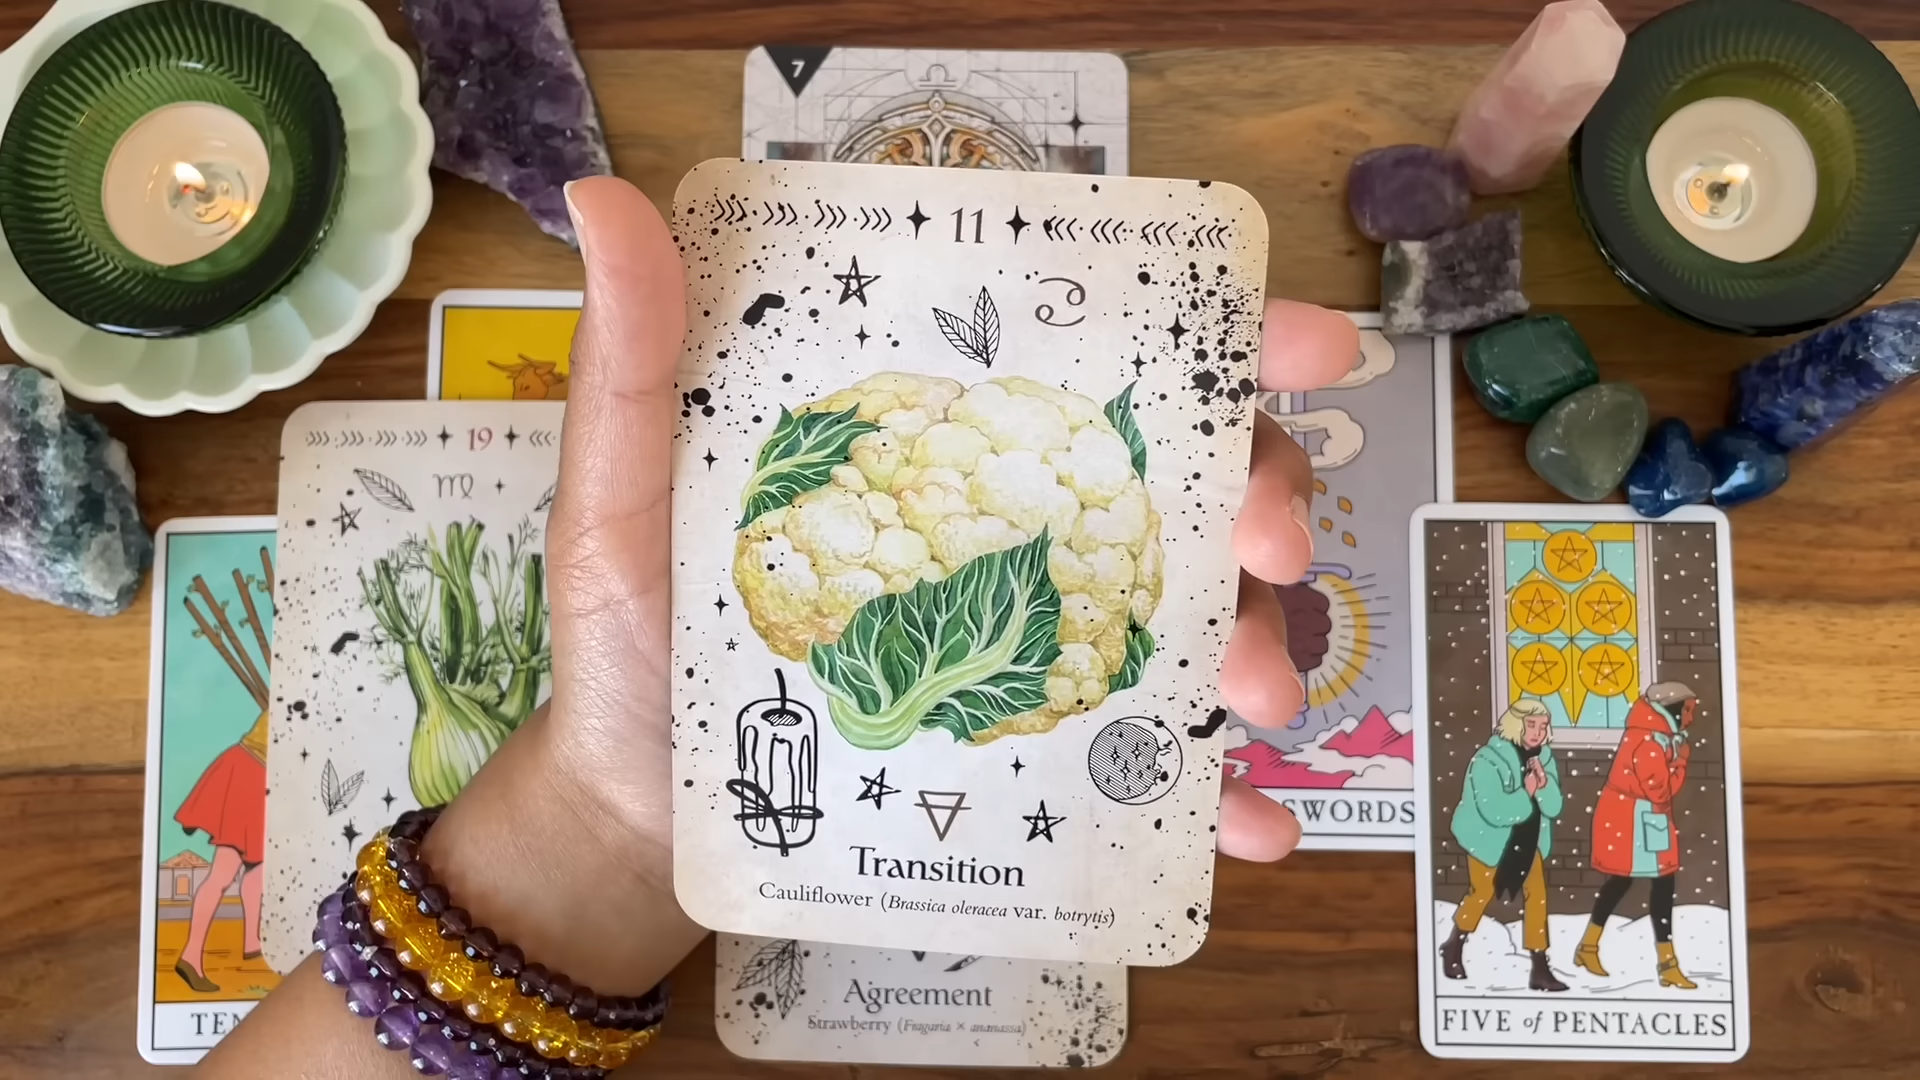 7
11
19
Transition
Cauliflower (Brassica oleracea var. botrytis)
SWORDS
Agreement
Strawberry (Fragaria × ananassa)
TEN
FIVE of PENTACLES